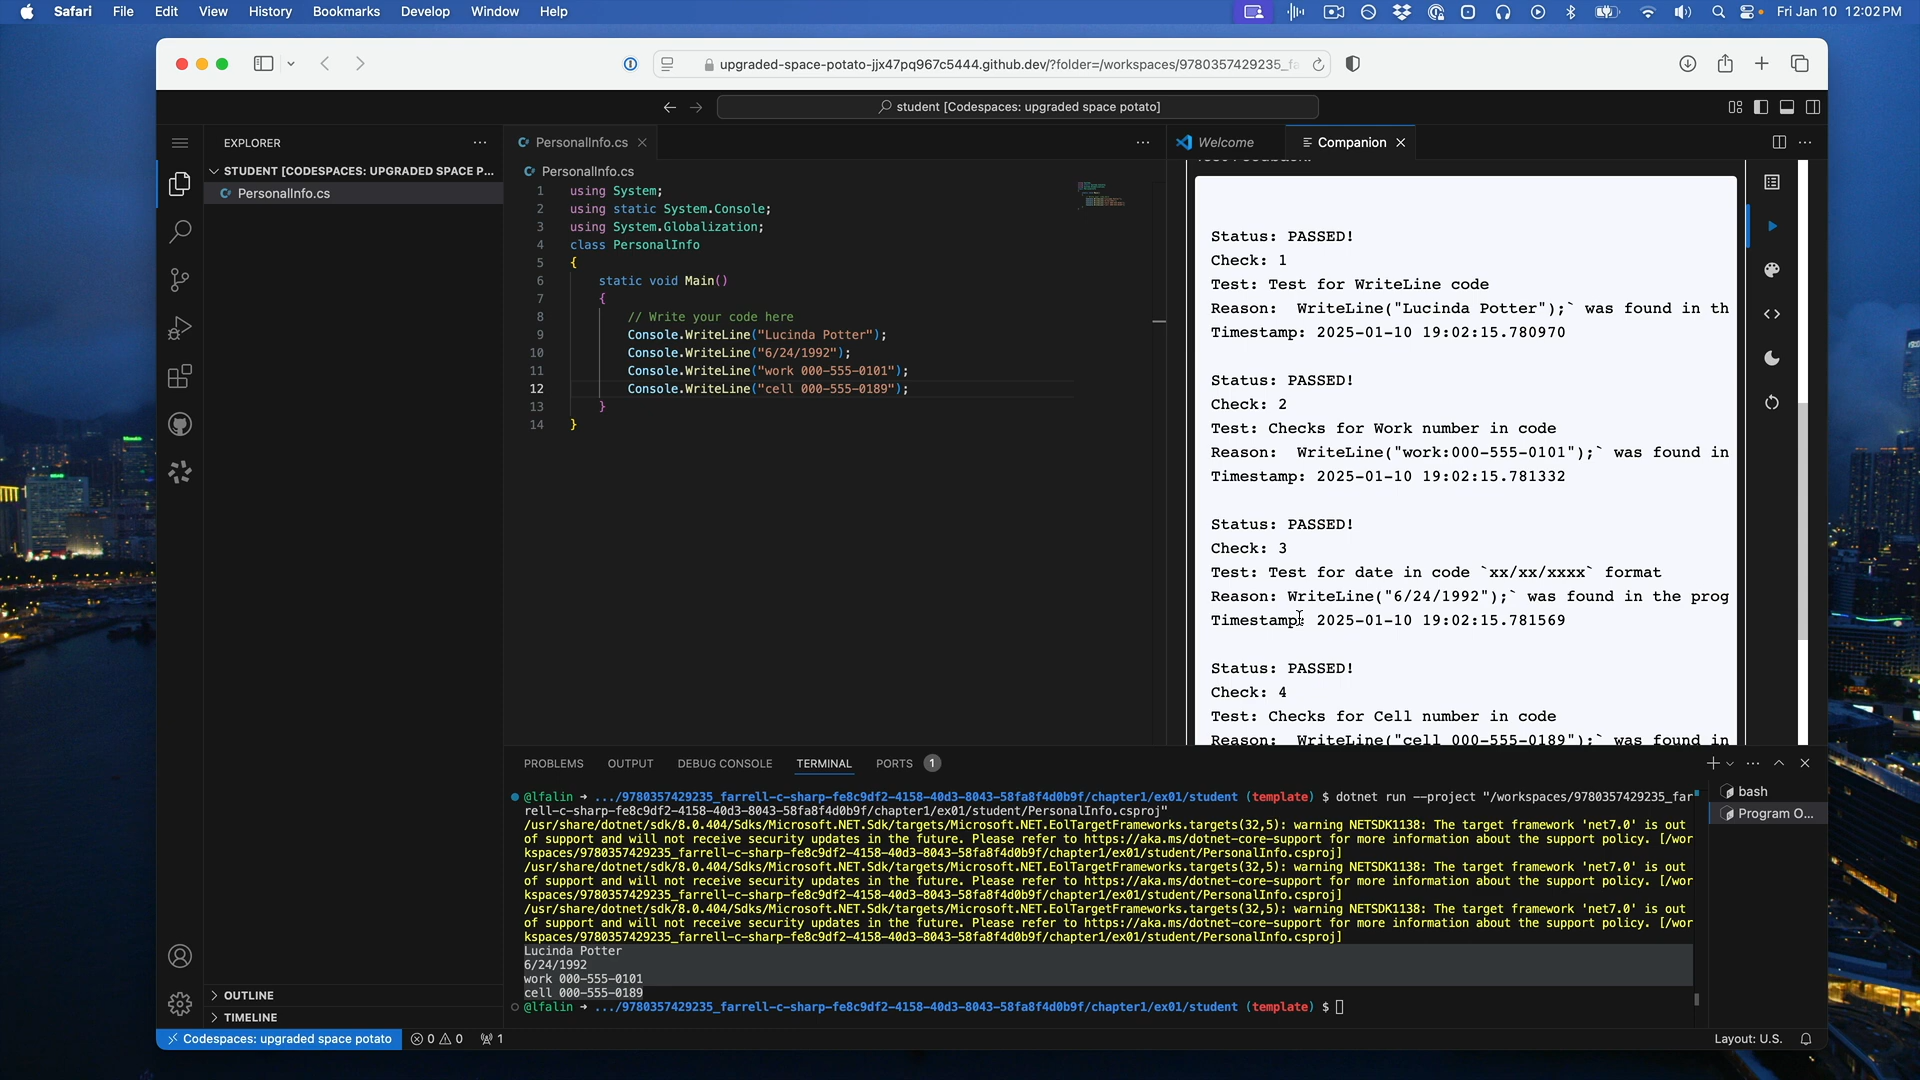 Safari File Edit View History Bookmarks Develop Window Help
Fri Jan 10 12:02 PM
upgraded-space-potato-jjx47pq967c5444.github.dev/?folder=/workspaces/9780357429235_fa
student [Codespaces: upgraded space potato]
EXPLORER
STUDENT [CODESPACES: UPGRADED SPACE P...
PersonalInfo.cs
OUTLINE
TIMELINE
PersonalInfo.cs
PersonalInfo.cs
1 using System;
2 using static System.Console;
3 using System.Globalization;
4 class PersonalInfo
5 {
6 static void Main()
7 {
8 // Write your code here
9 Console.WriteLine("Lucinda Potter");
10 Console.WriteLine("6/24/1992");
11 Console.WriteLine("work 000-555-0101");
12 Console.WriteLine("cell 000-555-0189");
13 }
14 }
Welcome
Companion
Status: PASSED!
Check: 1
Test: Test for WriteLine code
Reason: WriteLine("Lucinda Potter");` was found in th
Timestamp: 2025-01-10 19:02:15.780970
Status: PASSED!
Check: 2
Test: Checks for Work number in code
Reason: WriteLine("work:000-555-0101");` was found in
Timestamp: 2025-01-10 19:02:15.781332
Status: PASSED!
Check: 3
Test: Test for date in code `xx/xx/xxxx` format
Reason: WriteLine("6/24/1992");` was found in the prog
Timestamp: 2025-01-10 19:02:15.781569
Status: PASSED!
Check: 4
Test: Checks for Cell number in code
Reason: WriteLine("cell 000-555-0189");` was found in
PROBLEMS OUTPUT DEBUG CONSOLE TERMINAL PORTS 1
@lfalin → .../9780357429235_farrell-c-sharp-fe8c9df2-4158-40d3-8043-58fa8f4d0b9f/chapter1/ex01/student (template) $ dotnet run --project "/workspaces/9780357429235_far
rell-c-sharp-fe8c9df2-4158-40d3-8043-58fa8f4d0b9f/chapter1/ex01/student/PersonalInfo.csproj"
/usr/share/dotnet/sdk/8.0.404/Sdks/Microsoft.NET.Sdk/targets/Microsoft.NET.EolTargetFrameworks.targets(32,5): warning NETSDK1138: The target framework 'net7.0' is out
of support and will not receive security updates in the future. Please refer to https://aka.ms/dotnet-core-support for more information about the support policy. [/wor
kspaces/9780357429235_farrell-c-sharp-fe8c9df2-4158-40d3-8043-58fa8f4d0b9f/chapter1/ex01/student/PersonalInfo.csproj]
/usr/share/dotnet/sdk/8.0.404/Sdks/Microsoft.NET.Sdk/targets/Microsoft.NET.EolTargetFrameworks.targets(32,5): warning NETSDK1138: The target framework 'net7.0' is out
of support and will not receive security updates in the future. Please refer to https://aka.ms/dotnet-core-support for more information about the support policy. [/wor
kspaces/9780357429235_farrell-c-sharp-fe8c9df2-4158-40d3-8043-58fa8f4d0b9f/chapter1/ex01/student/PersonalInfo.csproj]
/usr/share/dotnet/sdk/8.0.404/Sdks/Microsoft.NET.Sdk/targets/Microsoft.NET.EolTargetFrameworks.targets(32,5): warning NETSDK1138: The target framework 'net7.0' is out
of support and will not receive security updates in the future. Please refer to https://aka.ms/dotnet-core-support for more information about the support policy. [/wor
kspaces/9780357429235_farrell-c-sharp-fe8c9df2-4158-40d3-8043-58fa8f4d0b9f/chapter1/ex01/student/PersonalInfo.csproj]
Lucinda Potter
6/24/1992
work 000-555-0101
cell 000-555-0189
@lfalin → .../9780357429235_farrell-c-sharp-fe8c9df2-4158-40d3-8043-58fa8f4d0b9f/chapter1/ex01/student (template) $
bash
Program O...
Codespaces: upgraded space potato 0 0 1
Layout: U.S.